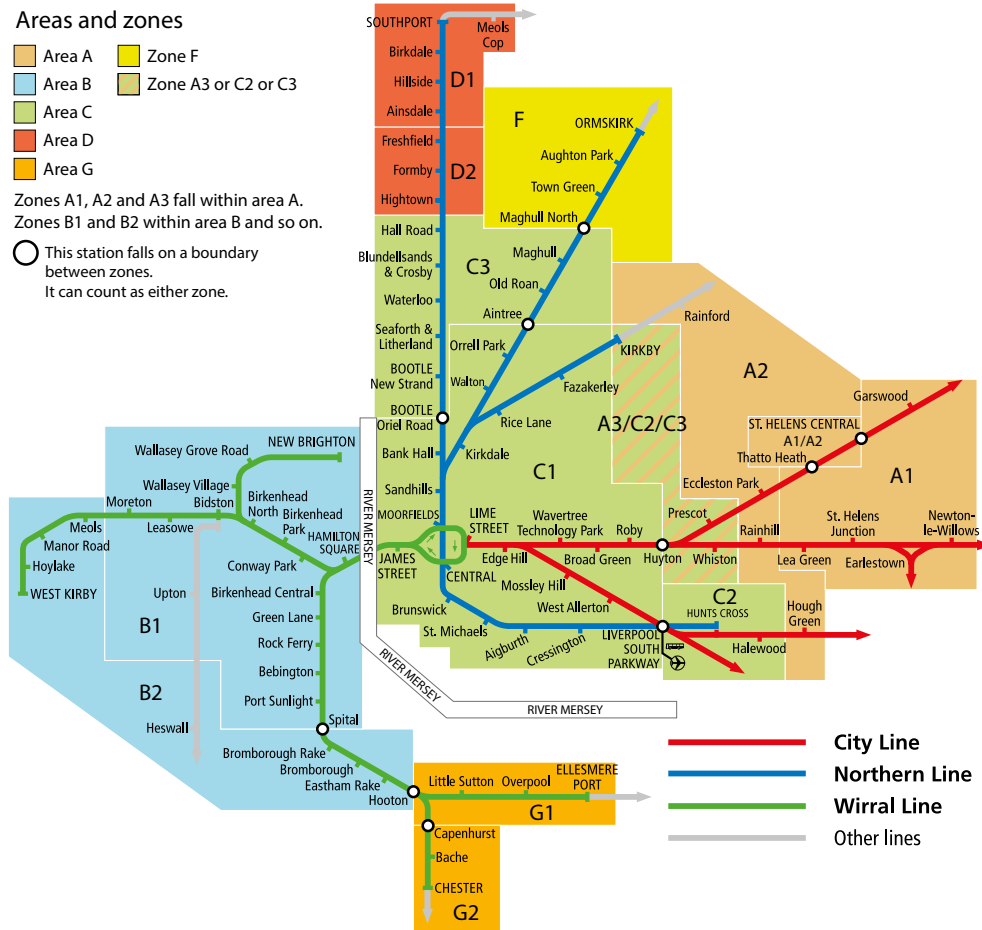 Areas and zones
Area A
Zone F
Area B
Zone A3 or C2 or C3
Area C
Area D
Area G
Zones A1, A2 and A3 fall within area A.
Zones B1 and B2 within area B and so on.
This station falls on a boundary
between zones.
It can count as either zone.
SOUTHPORT
Meols
Cop
Birkdale
Hillside
D1
Ainsdale
Freshfield
Formby
D2
Hightown
F
ORMSKIRK
Aughton Park
Town Green
Maghull North
Hall Road
Blundellsands
& Crosby
C3
Maghull
Old Roan
Waterloo
Aintree
Seaforth &
Litherland
Orrell Park
BOOTLE
New Strand
Walton
BOOTLE
Oriel Road
Rainford
KIRKBY
Fazakerley
Rice Lane
Kirkdale
Bank Hall
Sandhills
A3/C2/C3
C1
A2
Garswood
ST. HELENS CENTRAL
A1/A2
Thatto Heath
A1
Eccleston Park
Prescot
Wallasey Grove Road
NEW BRIGHTON
Wallasey Village
Bidston
Moreton
Meols
Leasowe
Manor Road
Hoylake
WEST KIRBY
Birkenhead
North
Birkenhead
Park
HAMILTON
SQUARE
Conway Park
RIVER MERSEY
MOORFIELDS
LIME
STREET
JAMES
STREET
CENTRAL
Edge Hill
Wavertree
Technology Park
Broad Green
Roby
Huyton
Whiston
Rainhill
Lea Green
St. Helens
Junction
Newton-
le-Willows
Earlestown
Mossley Hill
West Allerton
Brunswick
St. Michaels
Aigburth
Cressington
LIVERPOOL
SOUTH
PARKWAY
C2
HUNTS CROSS
Halewood
Hough
Green
Upton
B1
Birkenhead Central
Green Lane
Rock Ferry
Bebington
Port Sunlight
B2
Heswall
Spital
RIVER MERSEY
RIVER MERSEY
Bromborough Rake
Bromborough
Eastham Rake
Hooton
Little Sutton
Overpool
ELLESMERE
PORT
G1
Capenhurst
Bache
CHESTER
G2
City Line
Northern Line
Wirral Line
Other lines